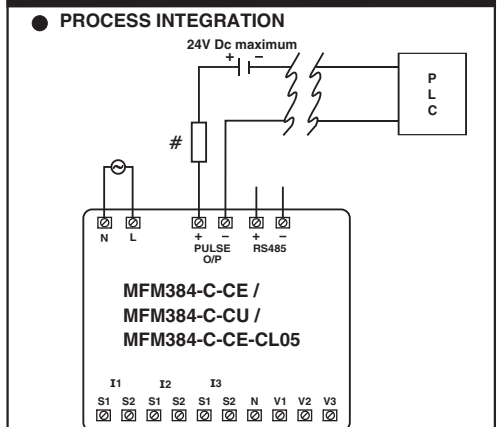 PROCESS INTEGRATION
24V Dc maximum
+ –
P
L
C
#
N L + – + –
PULSE O/P RS485
MFM384-C-CE /
MFM384-C-CU /
MFM384-C-CE-CL05
I1 I2 I3
S1 S2 S1 S2 S1 S2 N V1 V2 V3